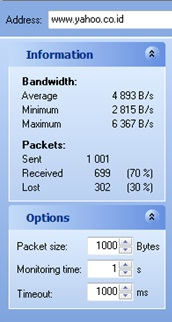 Address: www.yahoo.co.id
Information
Bandwidth:
Average 4 893 B/s
Minimum 2 815 B/s
Maximum 6 367 B/s
Packets:
Sent 1 001
Received 699 (70 %)
Lost 302 (30 %)
Options
Packet size: 1000 Bytes
Monitoring time: 1 s
Timeout: 1000 ms